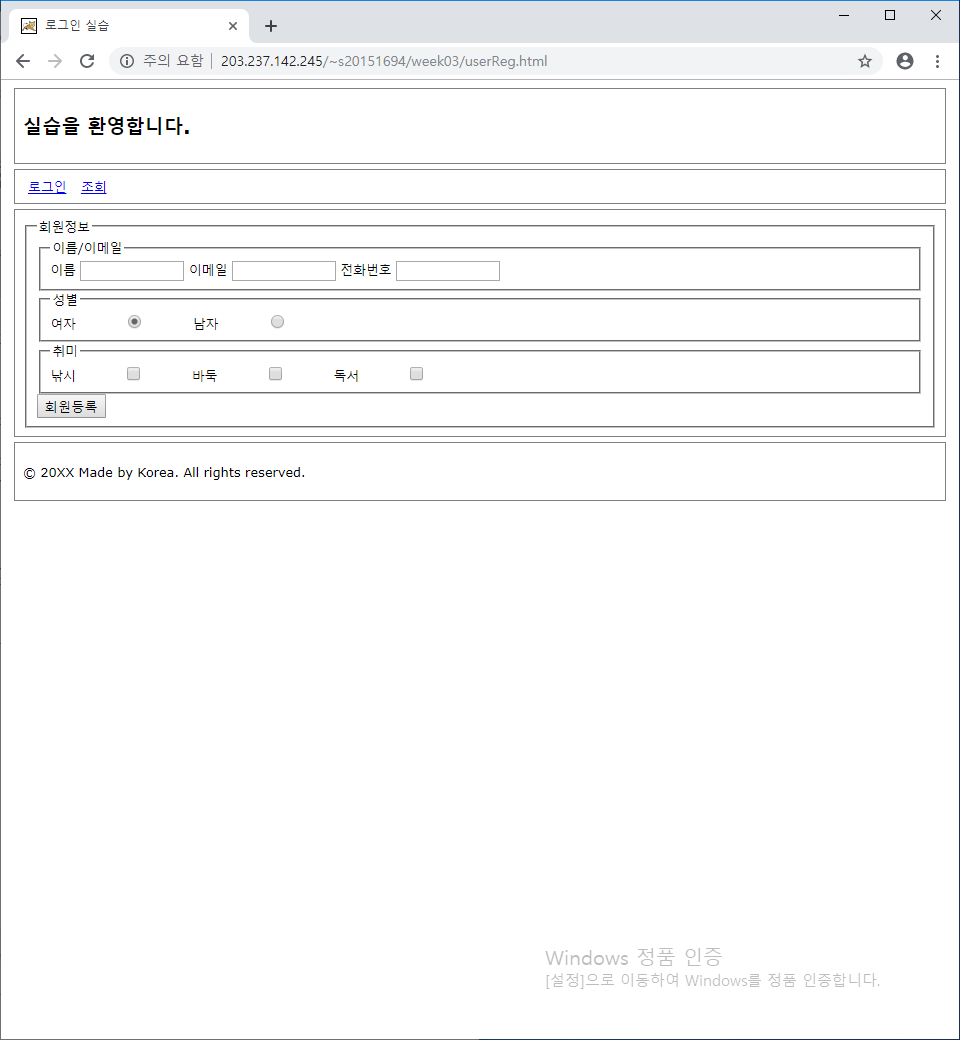 로그인 실습
주의 요함 | 203.237.142.245/~s20151694/week03/userReg.html
실습을 환영합니다.
로그인 조회
회원정보
이름/이메일
이름 이메일 전화번호
성별
여자 남자
취미
낚시 바둑 독서
회원등록
© 20XX Made by Korea. All rights reserved.
Windows 정품 인증
[설정]으로 이동하여 Windows를 정품 인증합니다.